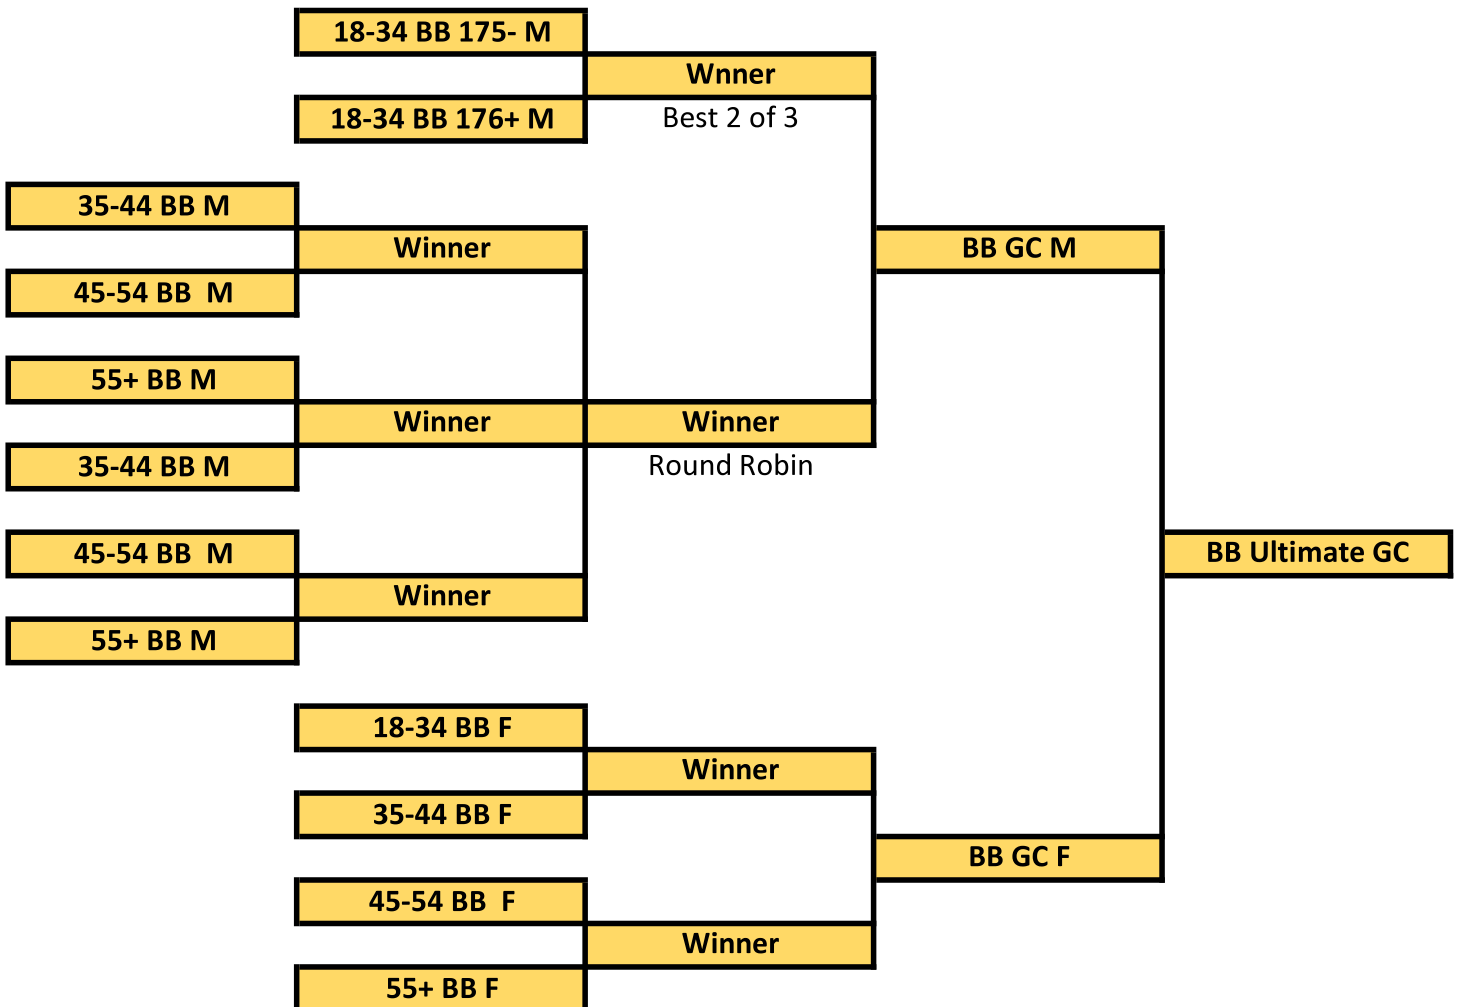 18-34 BB 175- M
Wnner
18-34 BB 176+ M
Best 2 of 3
35-44 BB M
Winner
BB GC M
45-54 BB  M
55+ BB M
Winner
Winner
35-44 BB M
Round Robin
45-54 BB  M
BB Ultimate GC
Winner
55+ BB M
18-34 BB F
Winner
35-44 BB F
BB GC F
45-54 BB  F
Winner
55+ BB F